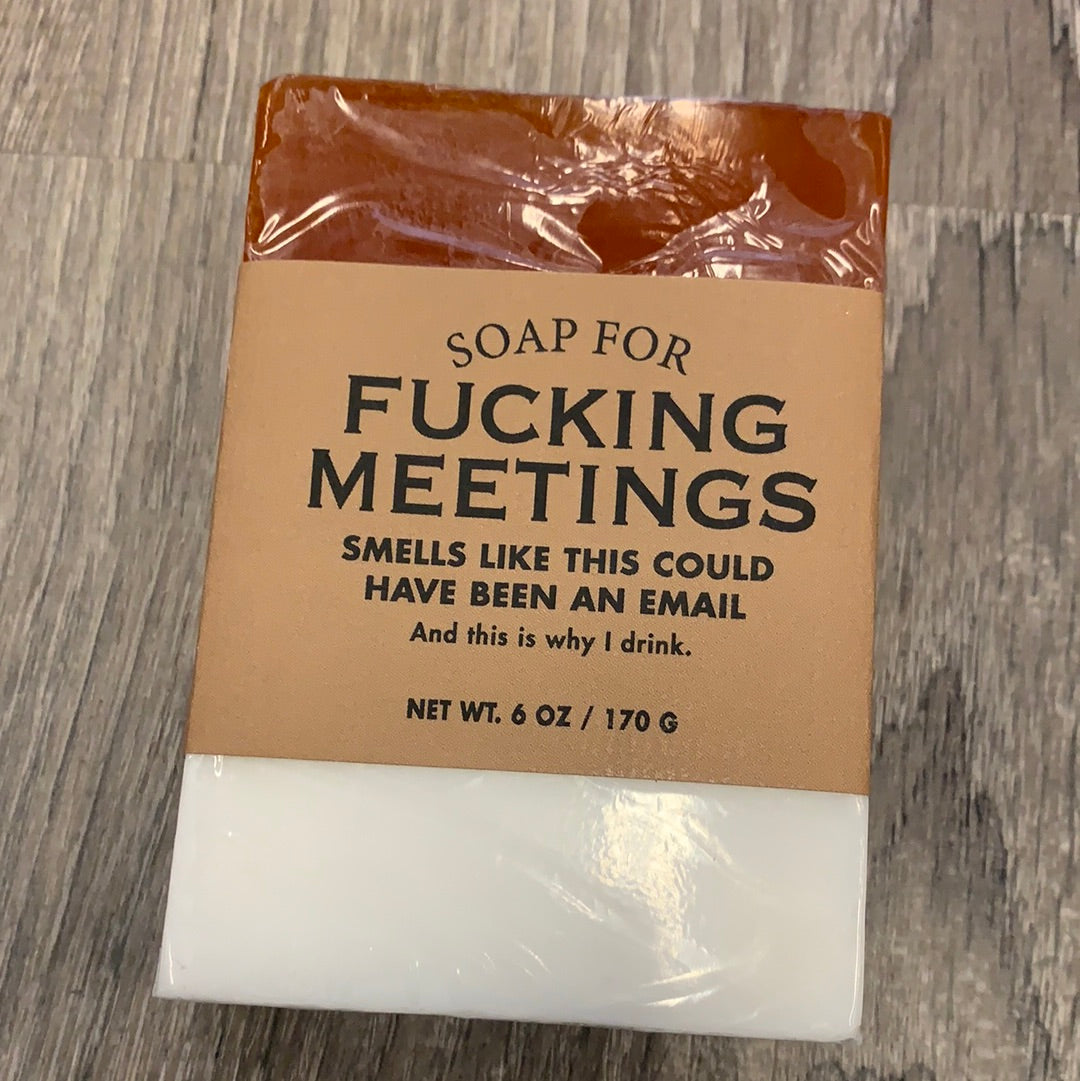 SOAP FOR
FUCKING
MEETINGS
SMELLS LIKE THIS COULD
HAVE BEEN AN EMAIL
And this is why I drink.
NET WT. 6 OZ / 170 G